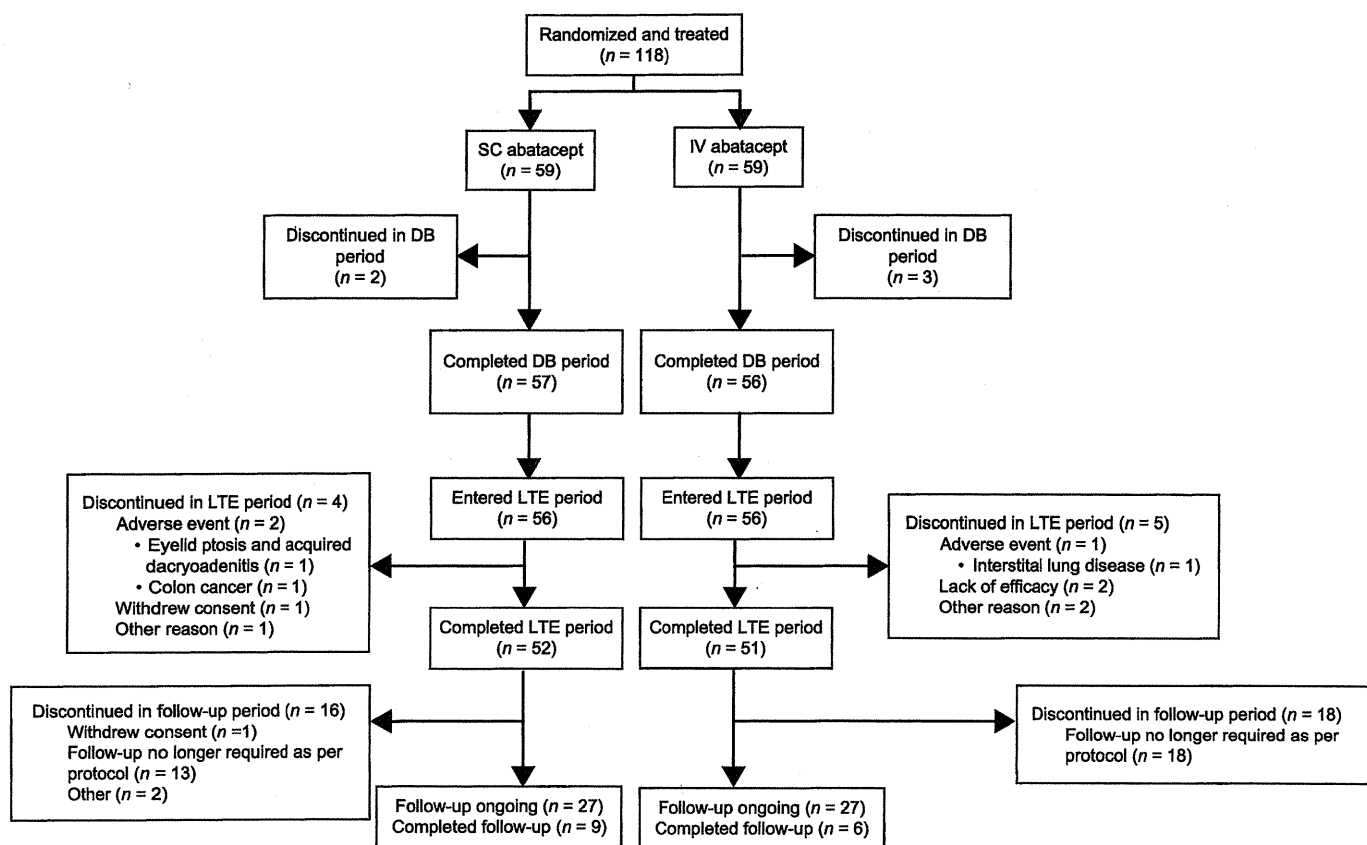 Randomized and treated
(n = 118)
SC abatacept
(n = 59)
IV abatacept
(n = 59)
Discontinued in DB
period
(n = 2)
Discontinued in DB
period
(n = 3)
Completed DB period
(n = 57)
Completed DB period
(n = 56)
Entered LTE period
(n = 56)
Entered LTE period
(n = 56)
Discontinued in LTE period (n = 4)
Adverse event (n = 2)
• Eyelid ptosis and acquired
dacryoadenitis (n = 1)
• Colon cancer (n = 1)
Withdrew consent (n = 1)
Other reason (n = 1)
Discontinued in LTE period (n = 5)
Adverse event (n = 1)
• Interstital lung disease (n = 1)
Lack of efficacy (n = 2)
Other reason (n = 2)
Completed LTE period
(n = 52)
Completed LTE period
(n = 51)
Discontinued in follow-up period (n = 16)
Withdrew consent (n =1)
Follow-up no longer required as per
protocol (n = 13)
Other (n = 2)
Discontinued in follow-up period (n = 18)
Follow-up no longer required as per
protocol (n = 18)
Follow-up ongoing (n = 27)
Completed follow-up (n = 9)
Follow-up ongoing (n = 27)
Completed follow-up (n = 6)